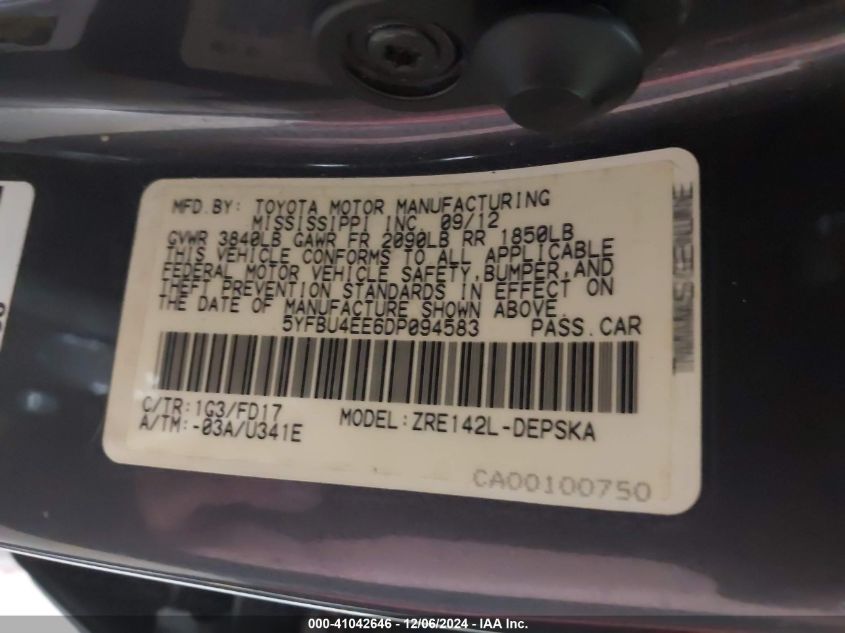 MFD.BY: TOYOTA MOTOR MANUFACTURING
MISSISSIPPI INC 09/12
GVWR 3840LB GAWR FR 2090LB RR 1850LB
THIS VEHICLE CONFORMS TO ALL APPLICABLE
FEDERAL MOTOR VEHICLE SAFETY,BUMPER,AND
THEFT PREVENTION STANDARDS IN EFFECT ON
THE DATE OF MANUFACTURE SHOWN ABOVE.
5YFBU4EE6DP094583 PASS.CAR
C/TR:1G3/FD17 MODEL:ZRE142L-DEPSKA
A/TM:-03A/U341E
CA00100750
GENUINE
000-41042646 - 12/06/2024 - IAA Inc.